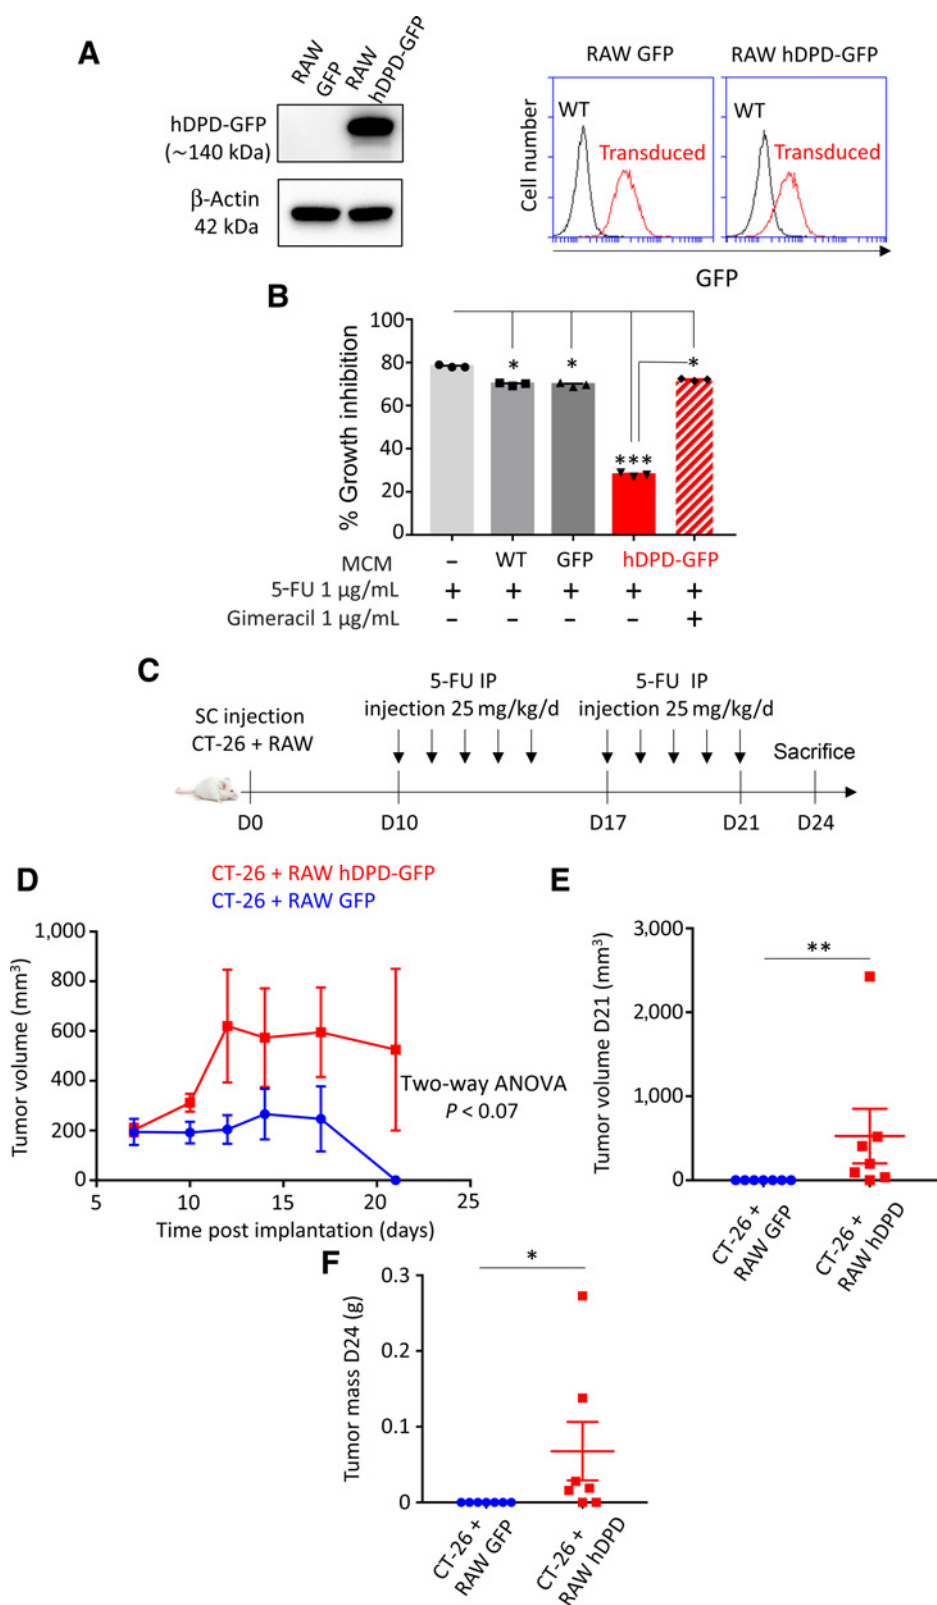 A
RAW
GFP
RAW
hDPD-GFP
hDPD-GFP
(~140 kDa)
β-Actin
42 kDa
RAW GFP
RAW hDPD-GFP
Cell number
WT
Transduced
WT
Transduced
GFP
B
% Growth inhibition
100
80
60
40
20
0
*
*
***
*
MCM
–
WT
GFP
hDPD-GFP
5-FU 1 µg/mL
+
+
+
+
+
Gimeracil 1 µg/mL
–
–
–
–
+
C
SC injection
CT-26 + RAW
5-FU IP
injection 25 mg/kg/d
5-FU IP
injection 25 mg/kg/d
Sacrifice
D0
D10
D17
D21
D24
D
CT-26 + RAW hDPD-GFP
CT-26 + RAW GFP
Tumor volume (mm³)
1,000
800
600
400
200
0
5
10
15
20
25
Time post implantation (days)
Two-way ANOVA
P < 0.07
E
Tumor volume D21 (mm³)
3,000
2,000
1,000
0
**
CT-26 +
RAW GFP
CT-26 +
RAW hDPD
F
Tumor mass D24 (g)
0.3
0.2
0.1
0
*
CT-26 +
RAW GFP
CT-26 +
RAW hDPD